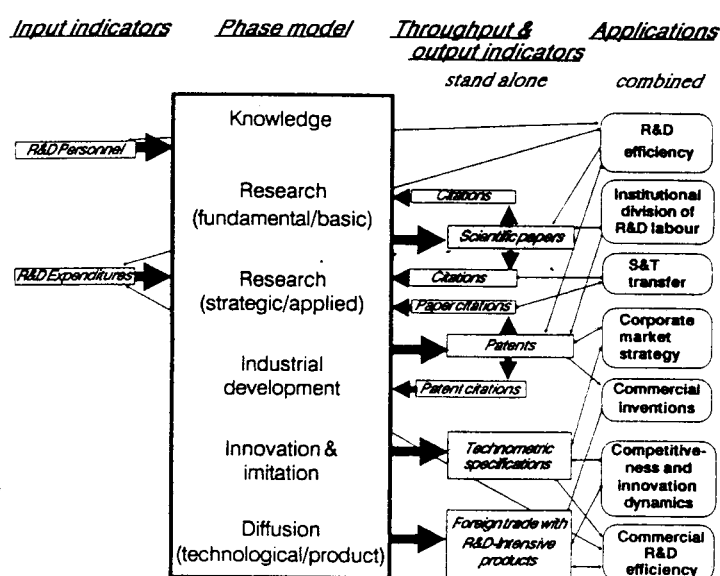 Input indicators
Phase model
Throughput &
output indicators
Applications
stand alone
combined
Knowledge
R&D Personnel
R&D
efficiency
Research
(fundamental/basic)
Citations
Institutional
division of
R&D labour
Scientific papers
R&D Expenditures
Research
(strategic/applied)
Citations
S&T
transfer
Paper citations
Patents
Corporate
market
strategy
Industrial
development
Patent citations
Commercial
inventions
Innovation &
imitation
Technometric
specifications
Competitive-
ness and
innovation
dynamics
Diffusion
(technological/product)
Foreign trade with
R&D-Intensive
products
Commercial
R&D
efficiency